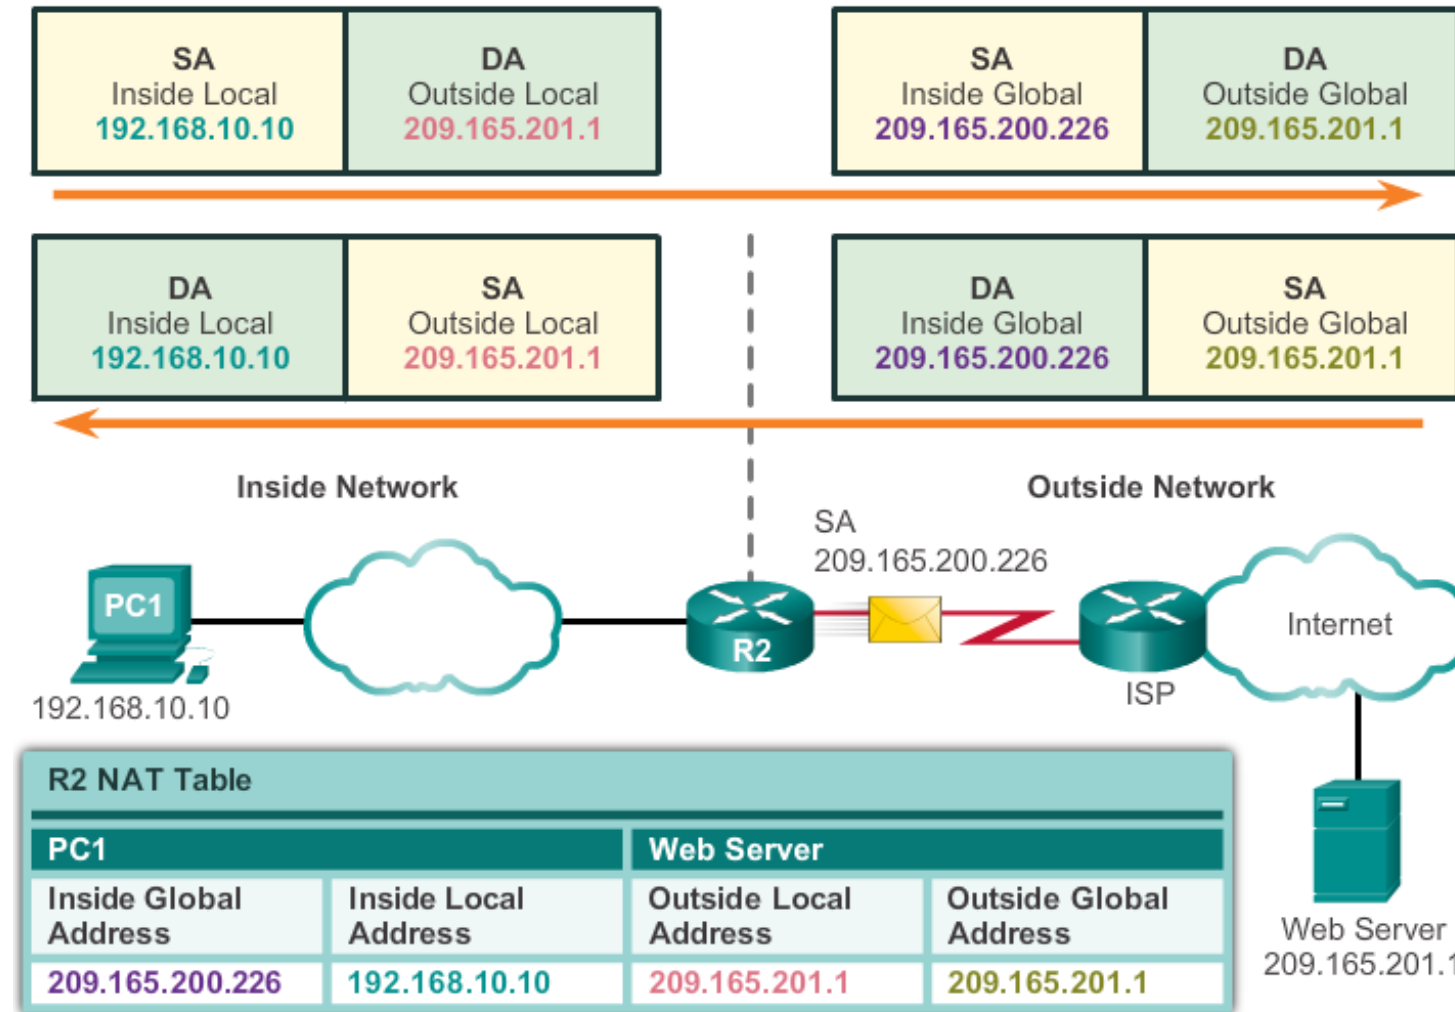 SA
Inside Local
192.168.10.10
DA
Outside Local
209.165.201.1
SA
Inside Global
209.165.200.226
DA
Outside Global
209.165.201.1
DA
Inside Local
192.168.10.10
SA
Outside Local
209.165.201.1
DA
Inside Global
209.165.200.226
SA
Outside Global
209.165.201.1
Inside Network
Outside Network
SA
209.165.200.226
PC1
192.168.10.10
R2
ISP
Internet
Web Server
209.165.201.1
R2 NAT Table
PC1
Web Server
Inside Global
Address
Inside Local
Address
Outside Local
Address
Outside Global
Address
209.165.200.226
192.168.10.10
209.165.201.1
209.165.201.1